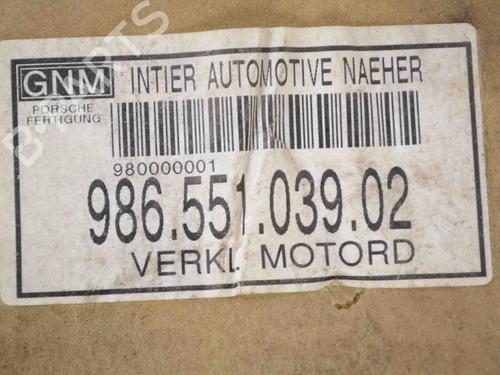 GNM
PORSCHE
FERTIGUNG
INTIER AUTOMOTIVE NAEHER
980000001
986.551.039.02
VERKL. MOTORD